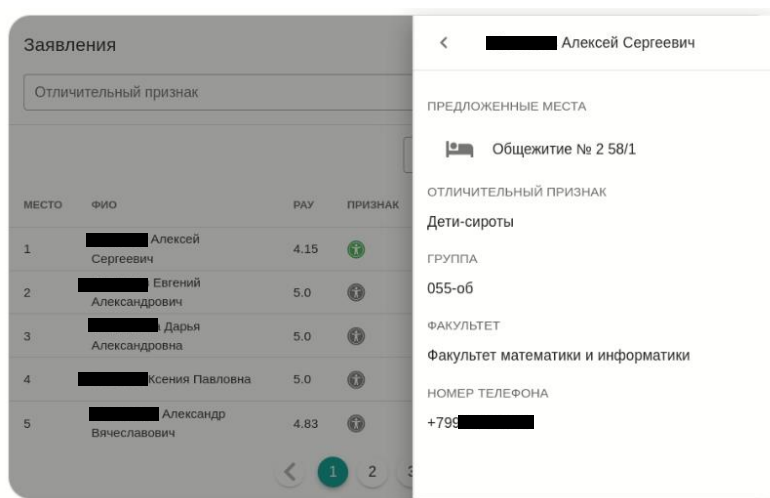 Заявления
Отличительный признак
МЕСТО ФИО РАУ ПРИЗНАК
1 Алексей
Сергеевич 4.15
2 Евгений
Александрович 5.0
3 Дарья
Александровна 5.0
4 Ксения Павловна 5.0
5 Александр
Вячеславович 4.83
1 2
Алексей Сергеевич
ПРЕДЛОЖЕННЫЕ МЕСТА
Общежитие № 2 58/1
ОТЛИЧИТЕЛЬНЫЙ ПРИЗНАК
Дети-сироты
ГРУППА
055-об
ФАКУЛЬТЕТ
Факультет математики и информатики
НОМЕР ТЕЛЕФОНА
+799